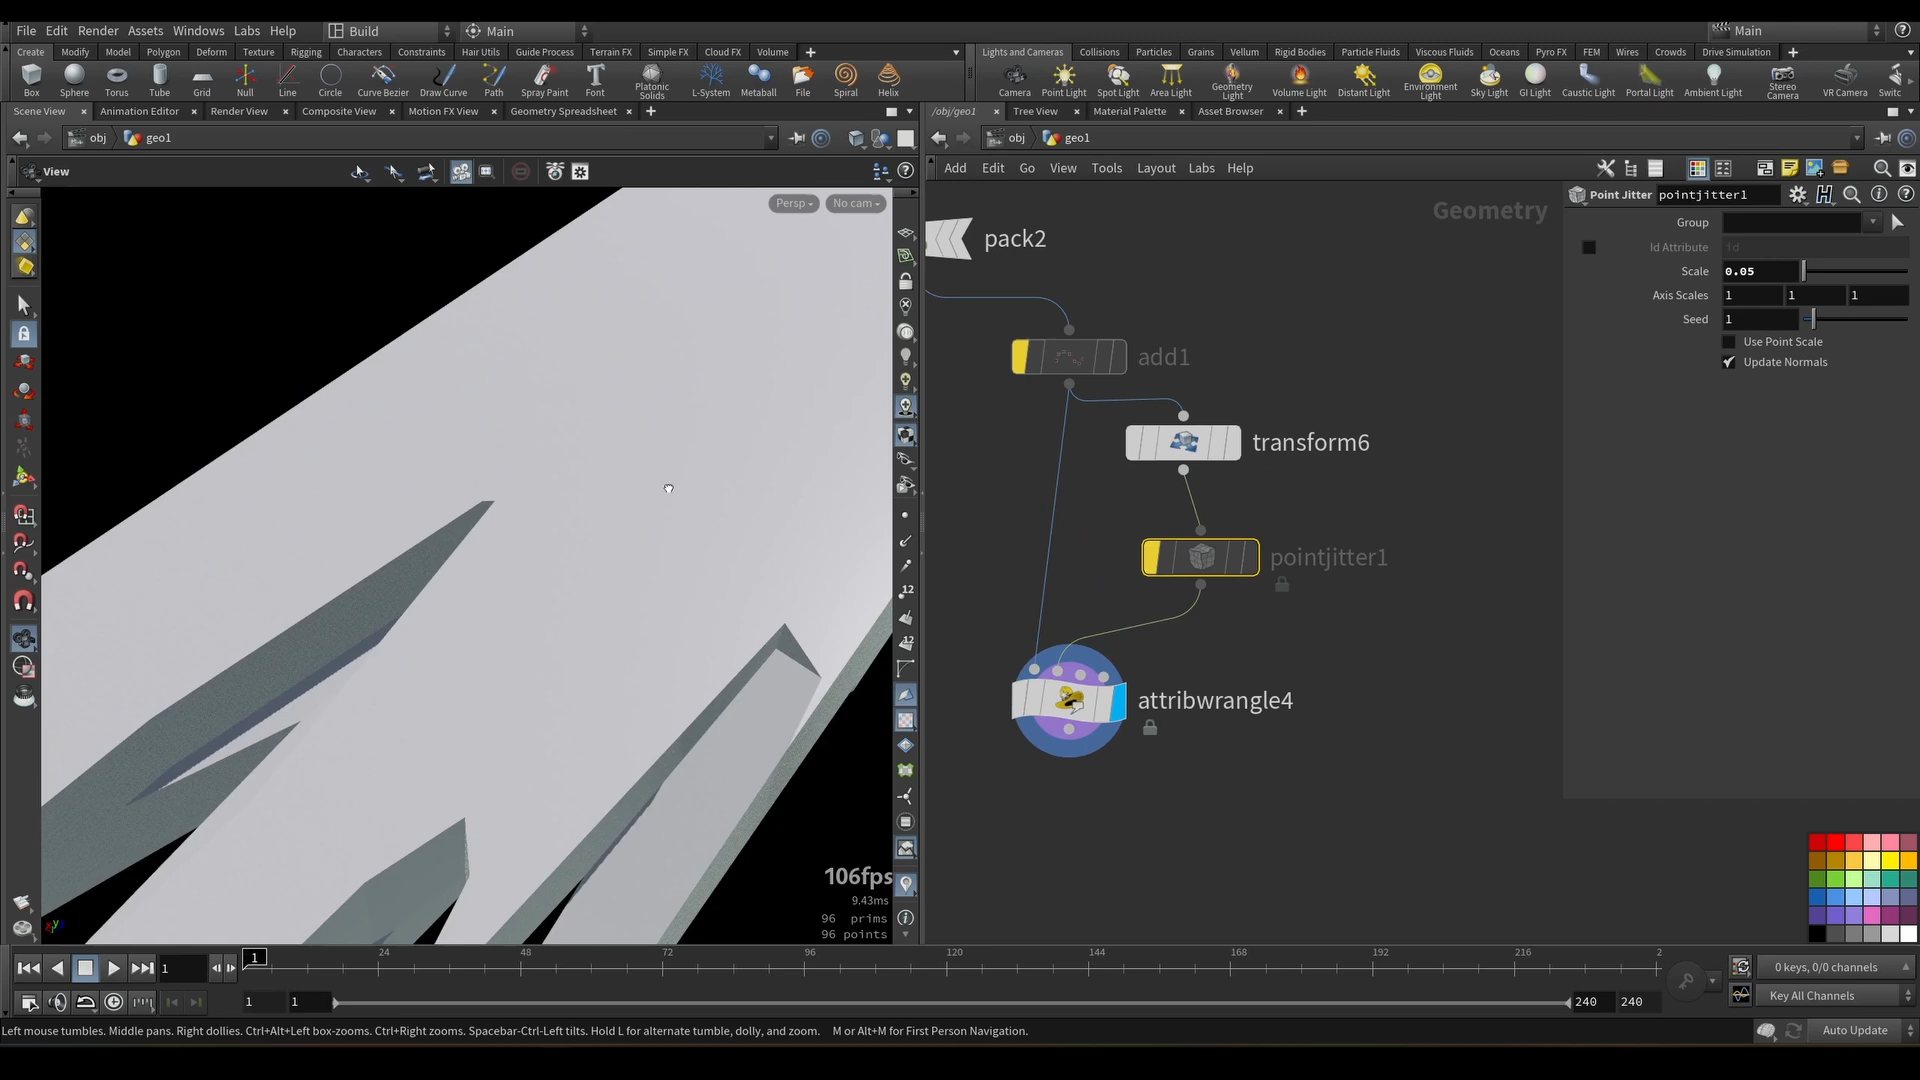 File Edit Render Assets Windows Labs Help Build Main Main
Create Modify Model Polygon Deform Texture Rigging Characters Constraints Hair Utils Guide Process Terrain FX Simple FX Cloud FX Volume
Lights and Cameras Collisions Particles Grains Vellum Rigid Bodies Particle Fluids Viscous Fluids Oceans Pyro FX FEM Wires Crowds Drive Simulation
Box Sphere Torus Tube Grid Null Line Circle Curve Bezier Draw Curve Path Spray Paint Font Platonic Solids L-System Metaball File Spiral Helix
Camera Point Light Spot Light Area Light Geometry Light Volume Light Distant Light Environment Light Sky Light GI Light Caustic Light Portal Light Ambient Light Stereo Camera VR Camera Switc
Scene View Animation Editor Render View Composite View Motion FX View Geometry Spreadsheet
/obj/geo1 Tree View Material Palette Asset Browser
obj geo1
obj geo1
View
Add Edit Go View Tools Layout Labs Help
Persp No cam
Geometry
Point Jitter pointjitter1
Group
Id Attribute id
Scale 0.05
Axis Scales 1 1 1
Seed 1
Use Point Scale
Update Normals
pack2
add1
transform6
pointjitter1
attribwrangle4
12
12
106fps
9.43ms
96 prims
96 points
1 1 24 48 72 96 120 144 168 192 216 2
0 keys, 0/0 channels
1 1 240 240
Key All Channels
Left mouse tumbles. Middle pans. Right dollies. Ctrl+Alt+Left box-zooms. Ctrl+Right zooms. Spacebar-Ctrl-Left tilts. Hold L for alternate tumble, dolly, and zoom. M or Alt+M for First Person Navigation.
Auto Update